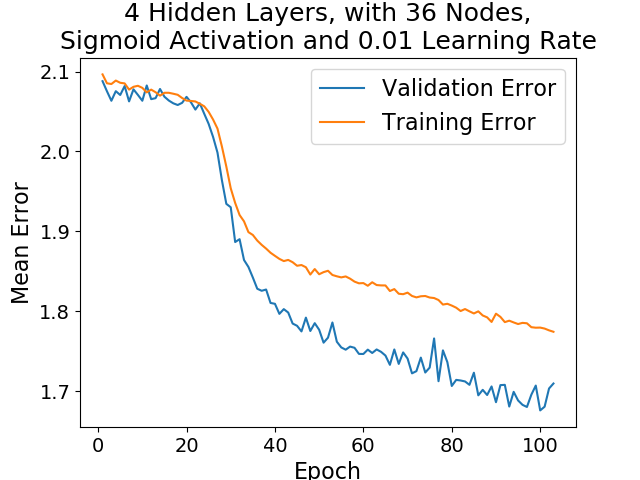 4 Hidden Layers, with 36 Nodes,
Sigmoid Activation and 0.01 Learning Rate
Validation Error
Training Error
Mean Error
2.1
2.0
1.9
1.8
1.7
0 20 40 60 80 100
Epoch